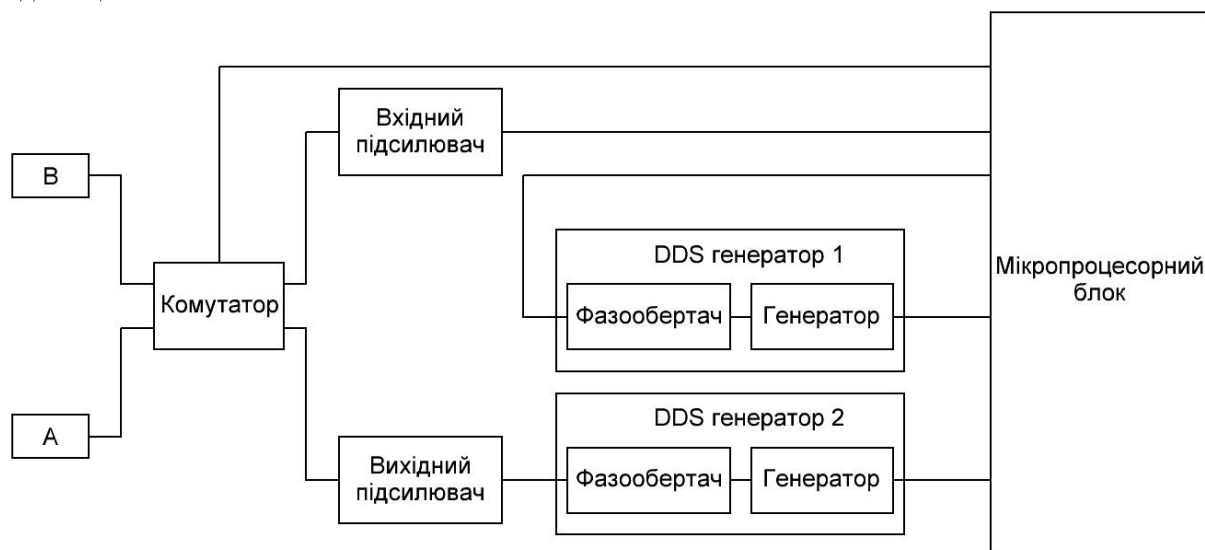 Вхідний
підсилювач
В
DDS генератор 1
Комутатор
Фазообертач
Генератор
Мікропроцесорний
блок
А
DDS генератор 2
Вихідний
підсилювач
Фазообертач
Генератор